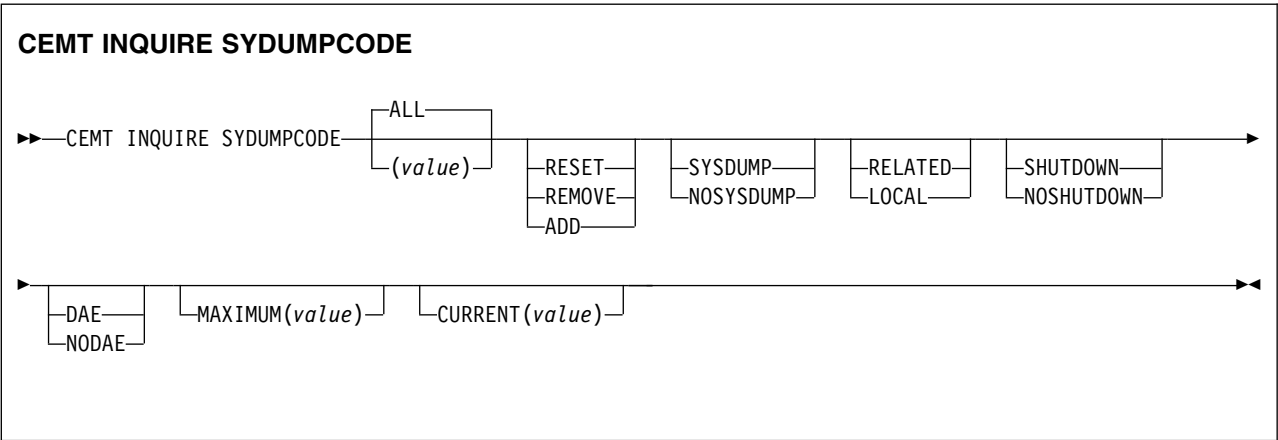 CEMT INQUIRE SYDUMPCODE
ALL
CEMT INQUIRE SYDUMPCODE
(value) RESET SYSDUMP RELATED SHUTDOWN
REMOVE NOSYSDUMP LOCAL NOSHUTDOWN
ADD
DAE MAXIMUM(value) CURRENT(value)
NODAE